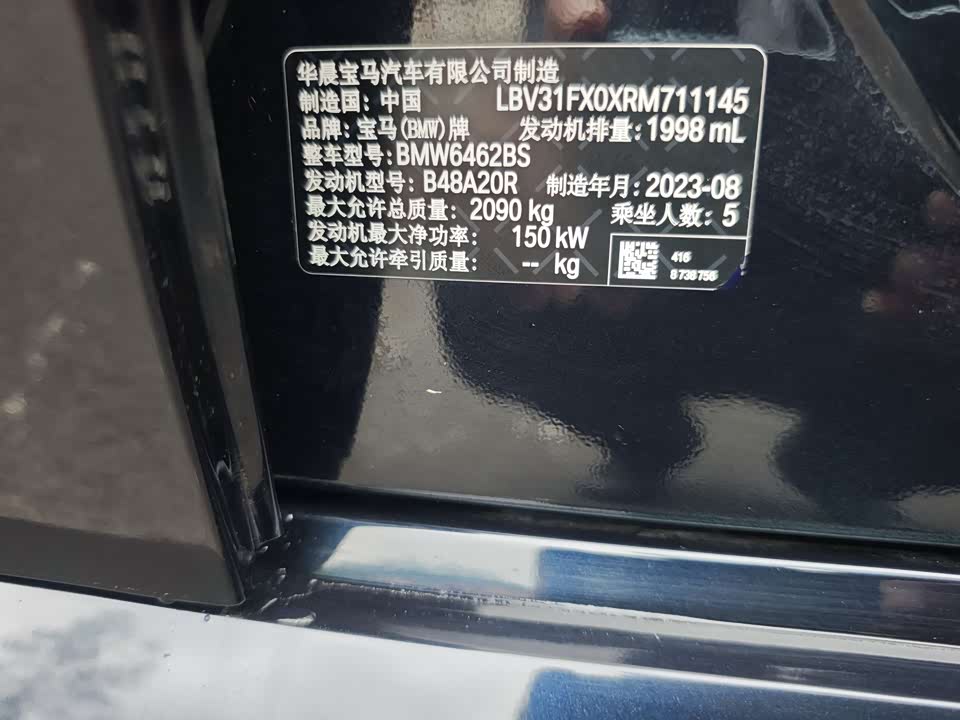 华晨宝马汽车有限公司制造
制造国: 中国 LBV31FX0XRM711145
品牌: 宝马(BMW)牌 发动机排量: 1998 mL
整车型号: BMW6462BS
发动机型号: B48A20R 制造年月: 2023-08
最大允许总质量: 2090 kg 乘坐人数: 5
发动机最大净功率: 150 kW
最大允许牵引质量: -- kg
416
8 738 756